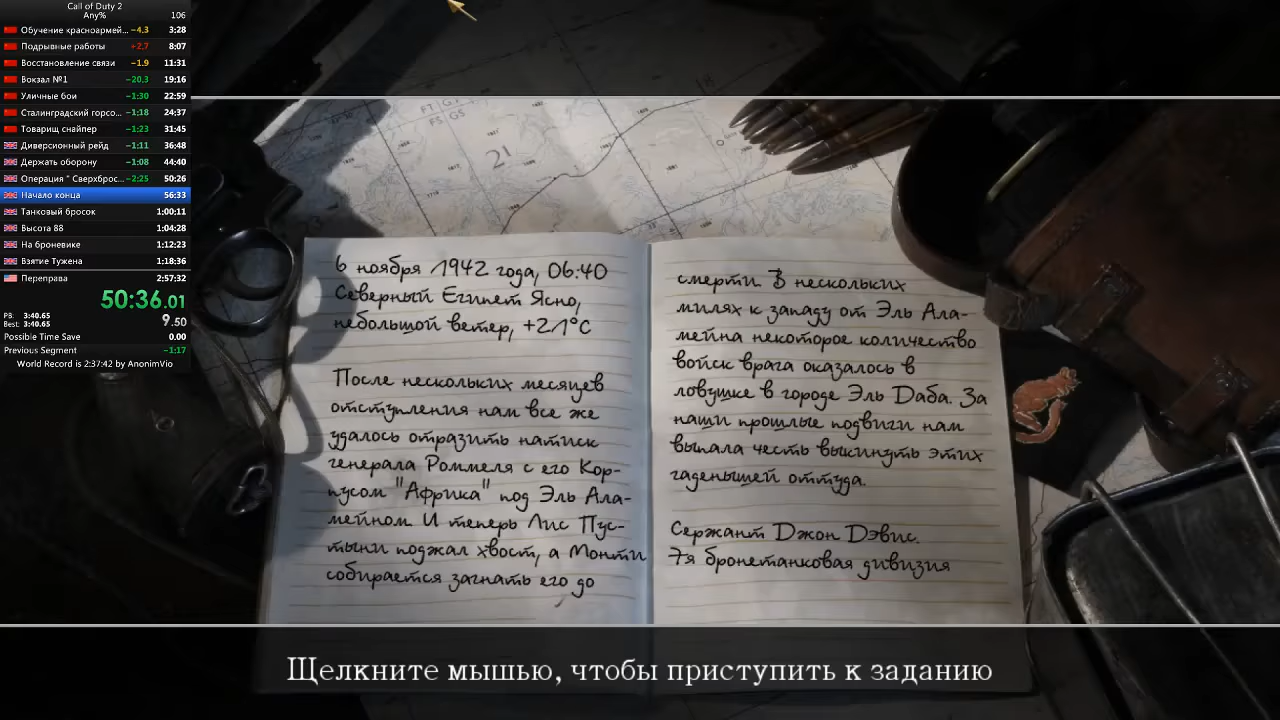 Call of Duty 2
Any%
106
Обучение красноармей... −4,3 3:28
Подрывные работы +2,7 8:07
Восстановление связи −1.9 11:31
Вокзал №1 −20,3 19:16
Уличные бои −1:30 22:59
Сталинградский горсо... −1:18 24:37
Товарищ снайпер −1:23 31:45
Диверсионный рейд −1:11 36:48
Держать оборону −1:08 44:40
Операция " Сверхброс... −2:25 50:26
Начало конца 56:33
Танковый бросок 1:00:11
Высота 88 1:04:28
На броневике 1:12:23
Взятие Тужена 1:18:36
Переправа 2:57:32
50:36.01
PB: 3:40.65
Best: 3:40.65
9.50
Possible Time Save 0.00
Previous Segment −1:17
World Record is 2:37:42 by AnonimVio
6 ноября 1942 года, 06:40
Северный Египет Ясно,
небольшой ветер, +21°C
После нескольких месяцев
отступления нам все же
удалось отразить натиск
генерала Роммеля с его Кор-
пусом "Африка" под Эль Ала-
мейном. И теперь Лис Пус-
тыни поджал хвост, а Монти
собирается загнать его до
смерти. В нескольких
милях к западу от Эль Ала-
мейна некоторое количество
войск врага оказалось в
ловушке в городе Эль Даба. За
наши прошлые подвиги нам
выпала честь выкинуть этих
гаденышей оттуда.
Сержант Джон Дэвис.
7я бронетанковая дивизия
Щелкните мышью, чтобы приступить к заданию